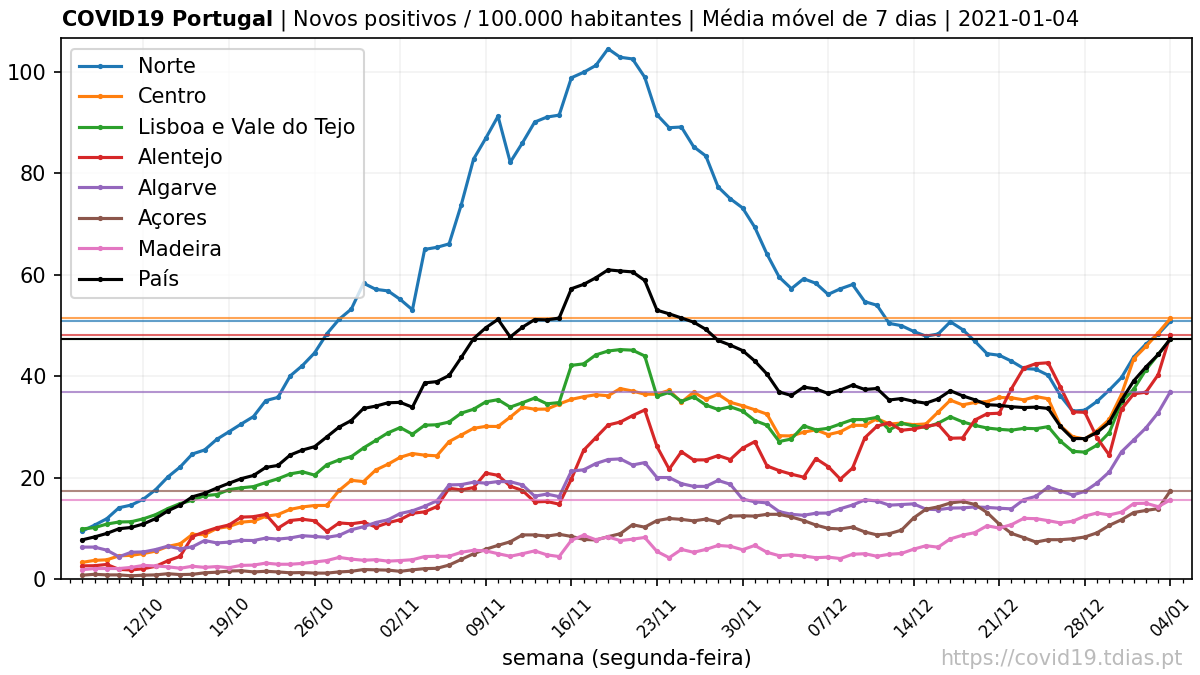 COVID19 Portugal | Novos positivos / 100.000 habitantes | Média móvel de 7 dias | 2021-01-04
100
80
60
40
20
0
Norte
Centro
Lisboa e Vale do Tejo
Alentejo
Algarve
Açores
Madeira
País
12/10 19/10 26/10 02/11 09/11 16/11 23/11 30/11 07/12 14/12 21/12 28/12 04/01
semana (segunda-feira)
https://covid19.tdias.pt